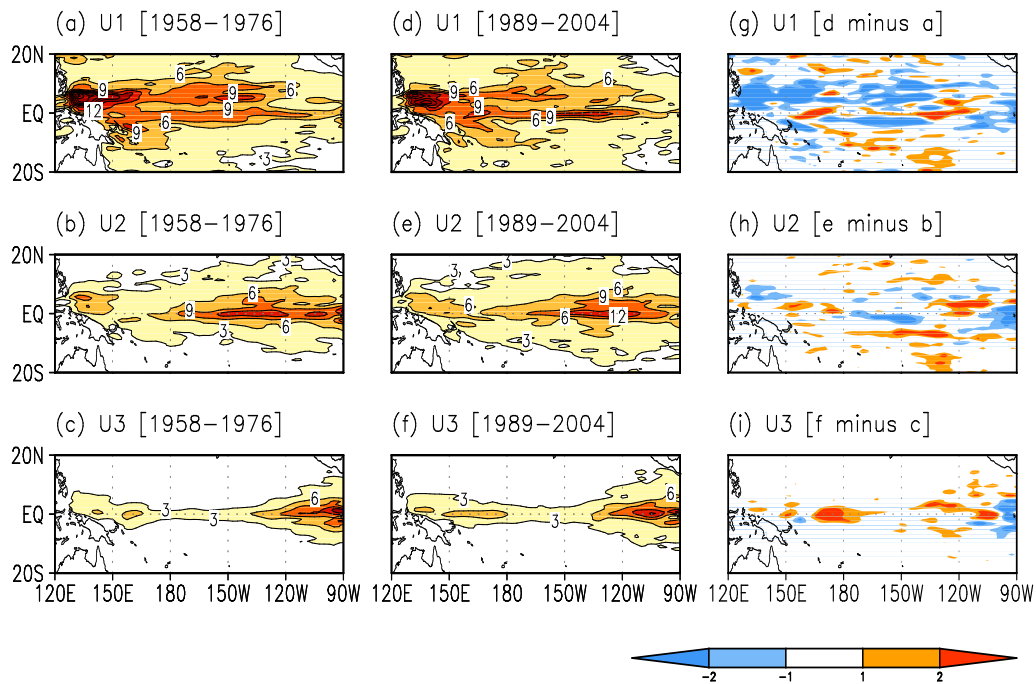 (a) U1 [1958−1976]
(d) U1 [1989−2004]
(g) U1 [d minus a]
20N
EQ
20S
6
9
9
6
12
9
6
9
3
9
6
6
9
6
9
6
(b) U2 [1958−1976]
(e) U2 [1989−2004]
(h) U2 [e minus b]
20N
EQ
20S
3
3
6
9
3
6
3
3
6
6
6
12
3
(c) U3 [1958−1976]
(f) U3 [1989−2004]
(i) U3 [f minus c]
20N
EQ
20S
3
3
6
3
3
6
120E 150E 180 150W 120W 90W
120E 150E 180 150W 120W 90W
120E 150E 180 150W 120W 90W
−2 −1 1 2